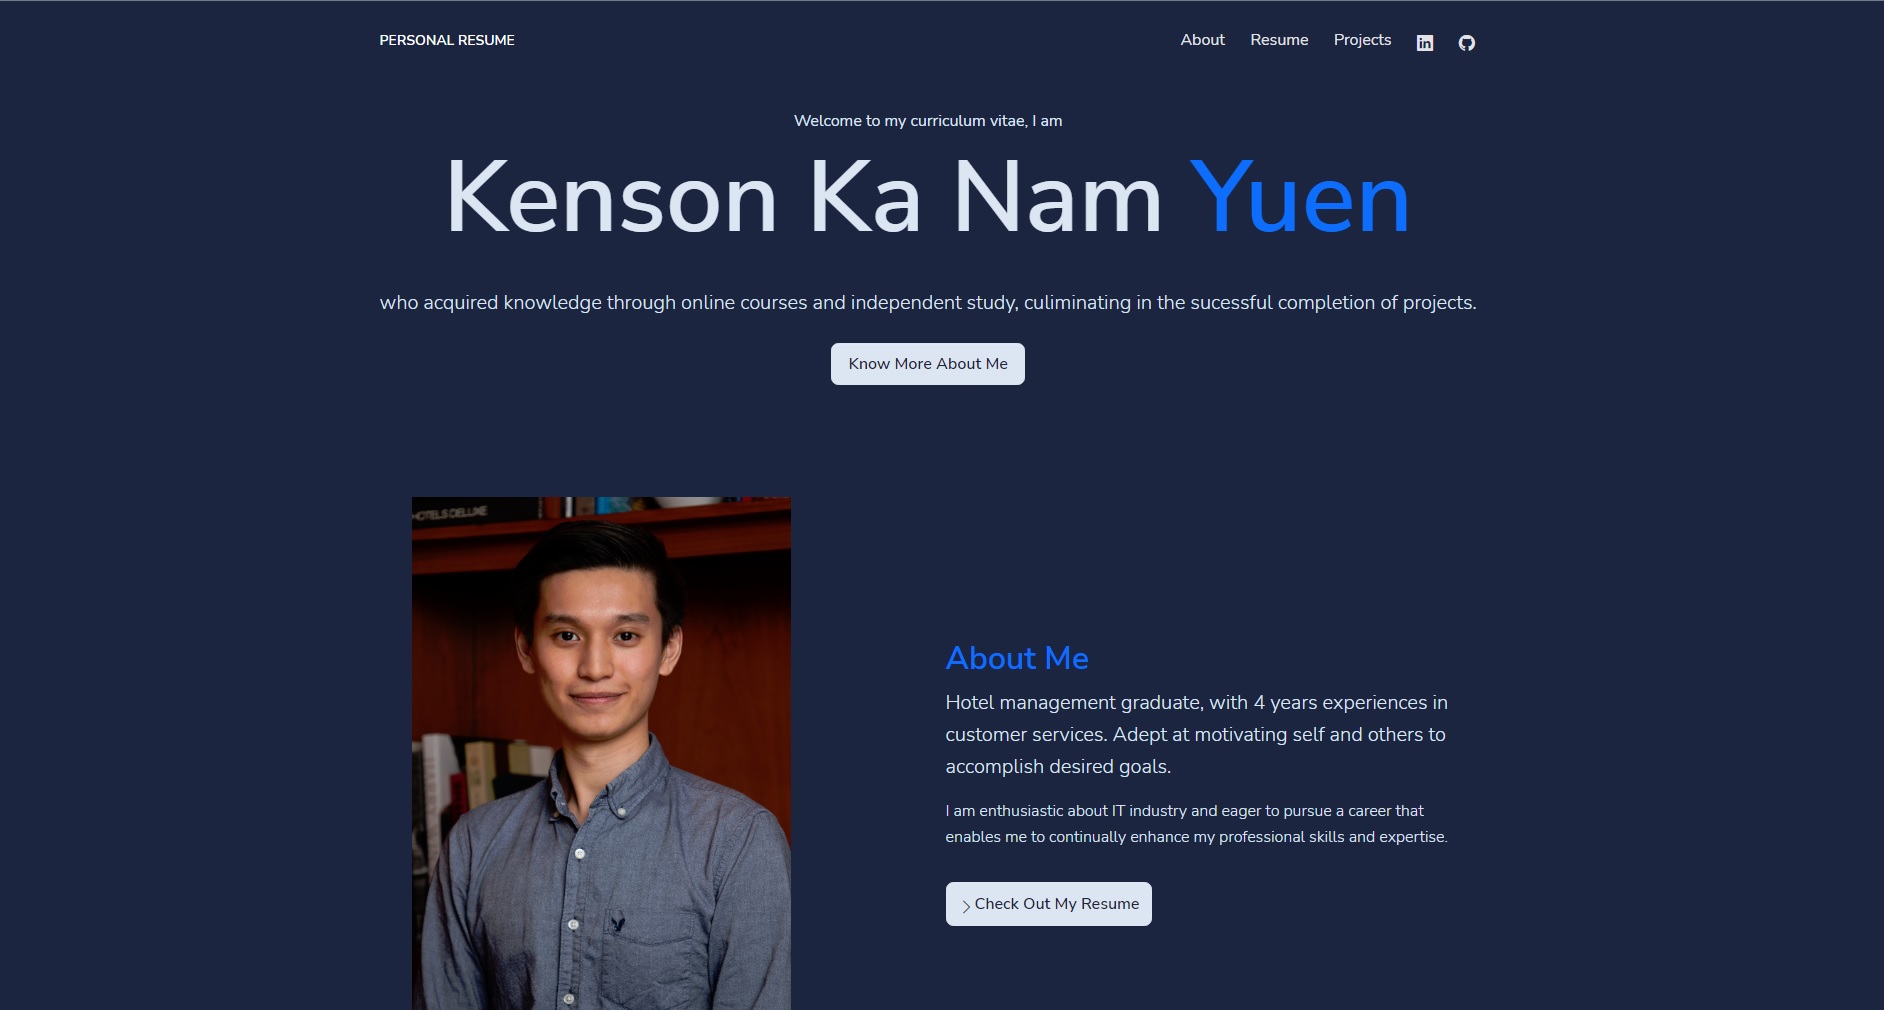 PERSONAL RESUME
About Resume Projects
in
Welcome to my curriculum vitae, I am
Kenson Ka Nam Yuen
who acquired knowledge through online courses and independent study, culiminating in the sucessful completion of projects.
Know More About Me
HOTELS DELUXE
About Me
Hotel management graduate, with 4 years experiences in
customer services. Adept at motivating self and others to
accomplish desired goals.
I am enthusiastic about IT industry and eager to pursue a career that
enables me to continually enhance my professional skills and expertise.
Check Out My Resume